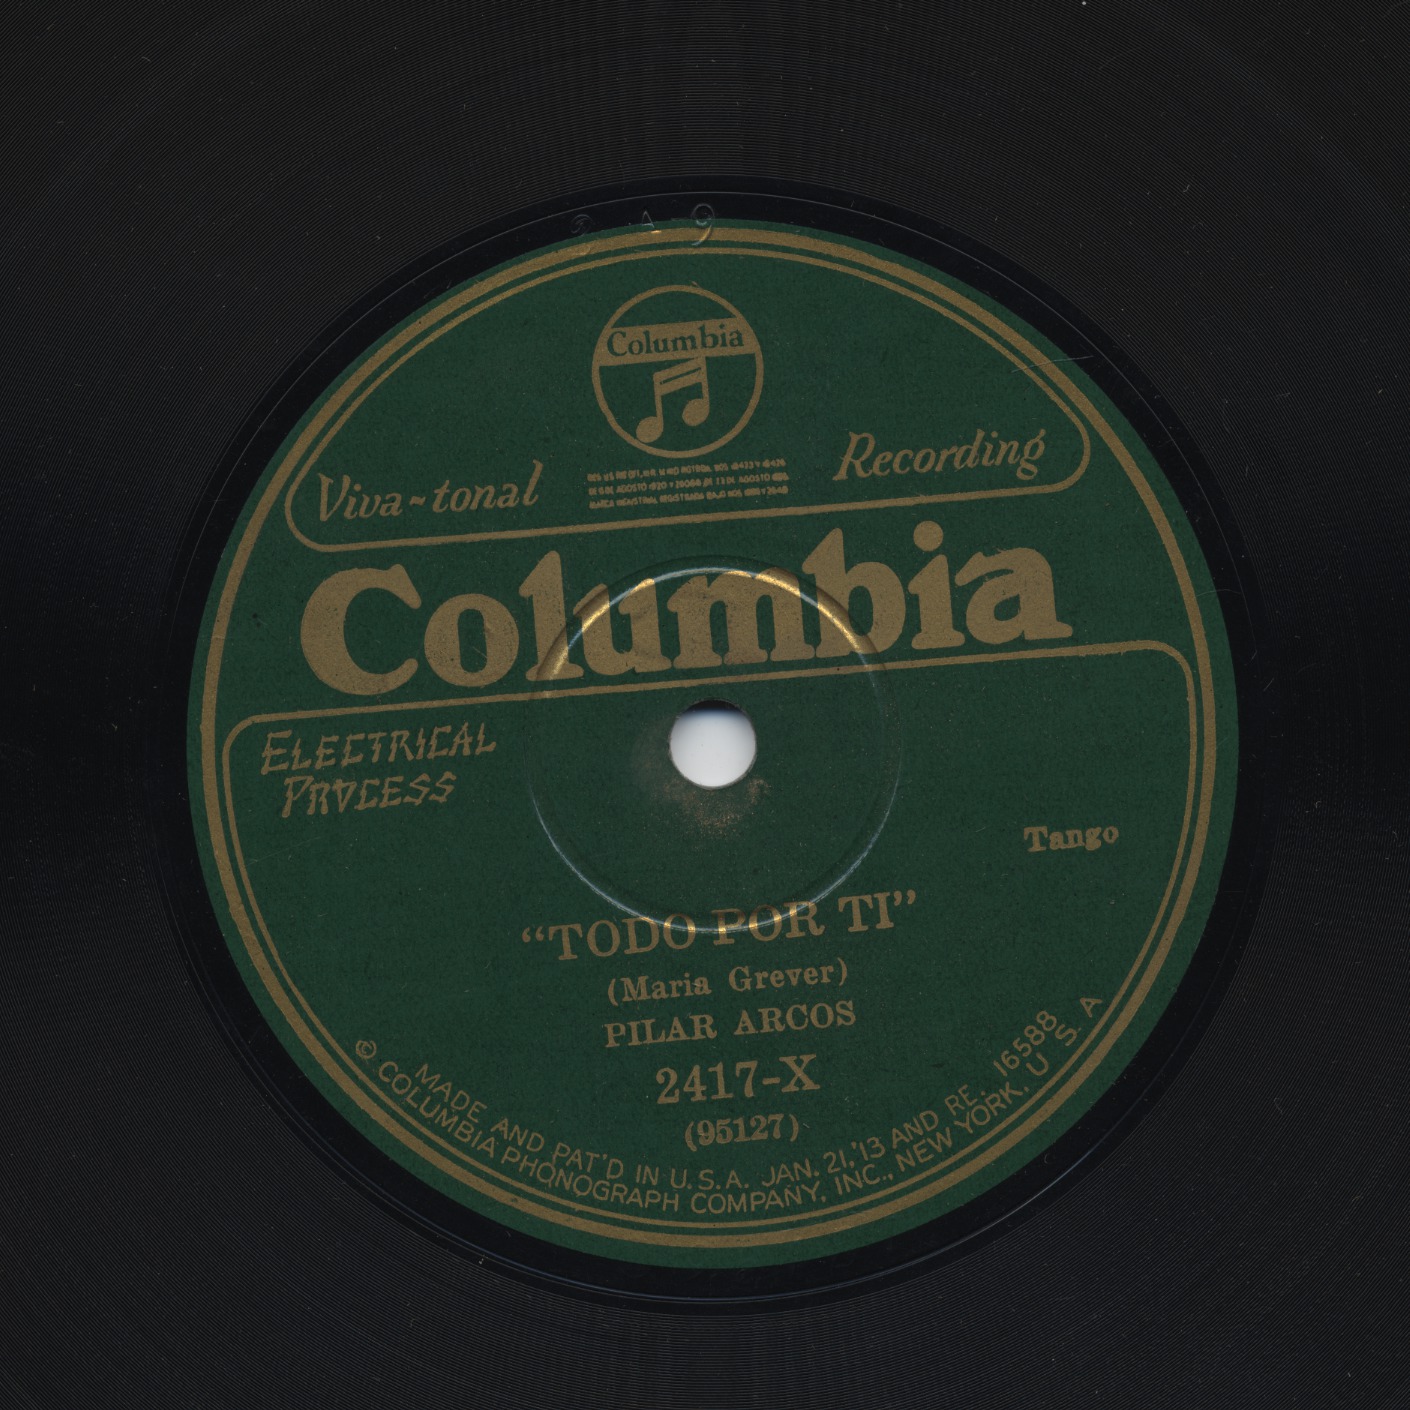 Columbia
Viva-tonal Recording
Columbia
ELECTRICAL
PROCESS
Tango
“TODO POR TI”
(Maria Grever)
PILAR ARCOS
2417-X
(95127)
MADE AND PAT'D IN U.S.A. JAN. 21,'13 AND RE. 16588
© COLUMBIA PHONOGRAPH COMPANY, INC., NEW YORK, U.S.A